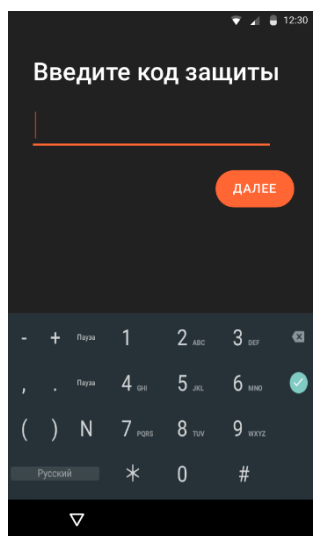 12:30
Введите код защиты
ДАЛЕЕ
- + Пауза 1 2 ABC 3 DEF
, . Пауза 4 GHI 5 JKL 6 MNO
( ) N 7 PQRS 8 TUV 9 WXYZ
Русский * 0 #